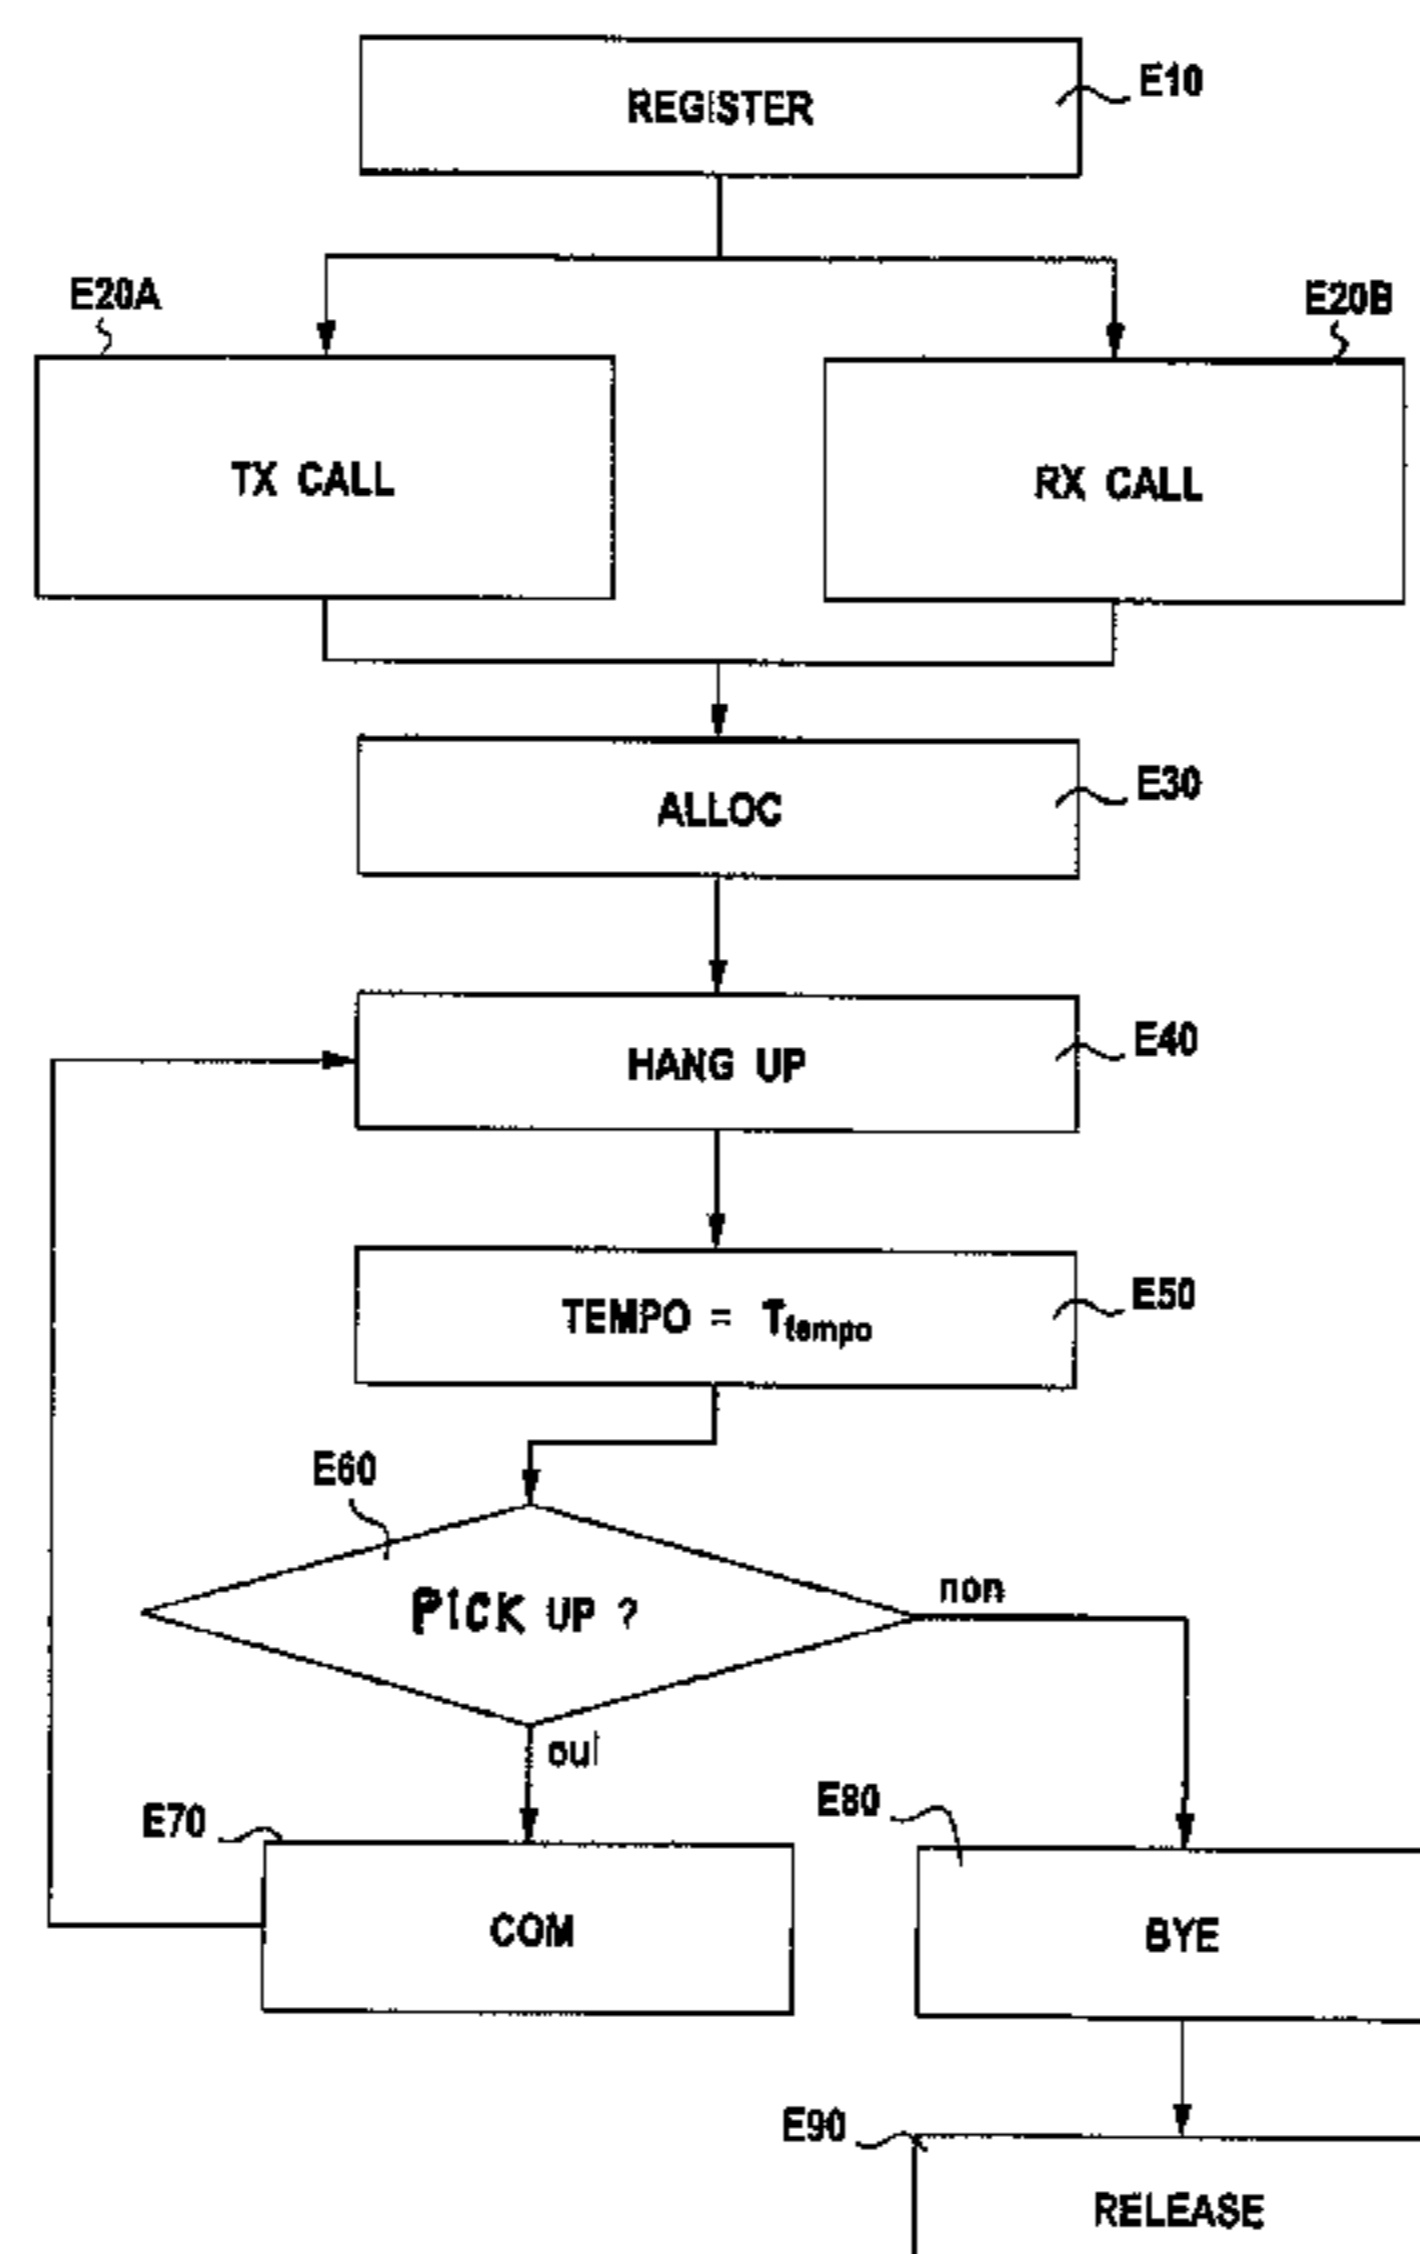 REGISTER
E10
E20A
E20B
TX CALL
RX CALL
ALLOC
E30
HANG UP
E40
TEMPO = Ttempo
E50
E60
PICK UP ?
non
oui
E70
E80
COM
BYE
E90
RELEASE